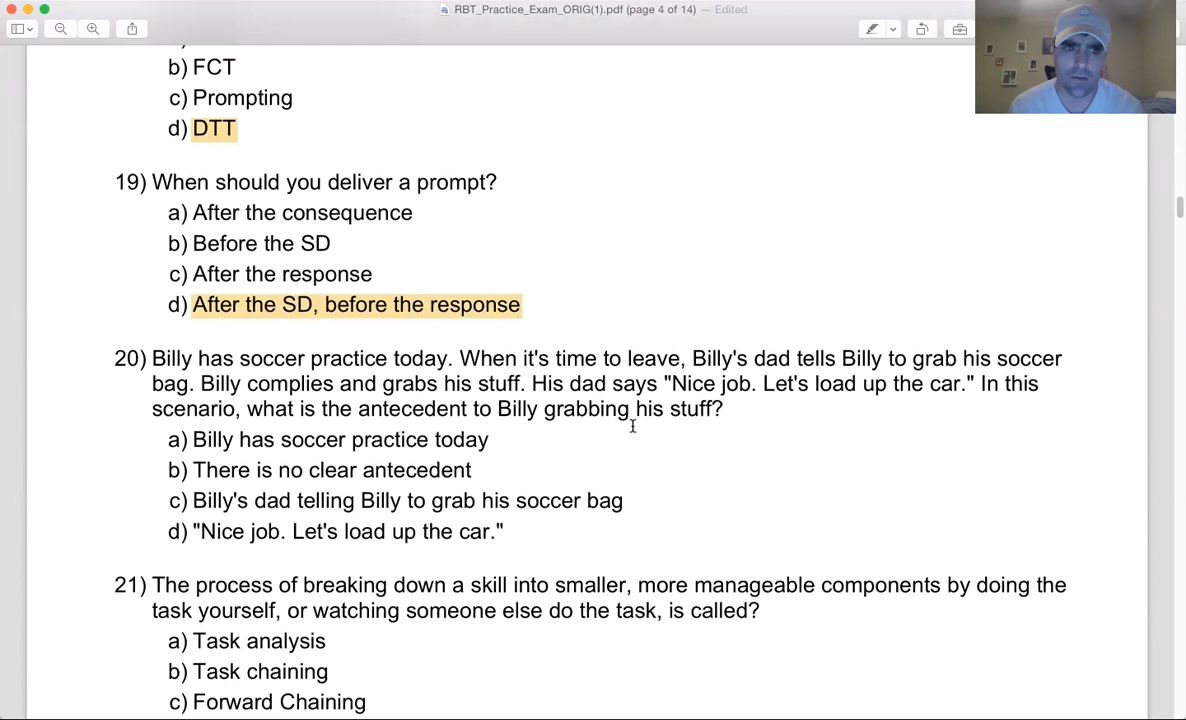 RBT_Practice_Exam_ORIG(1).pdf (page 4 of 14) — Edited
b) FCT
c) Prompting
d) DTT
19) When should you deliver a prompt?
a) After the consequence
b) Before the SD
c) After the response
d) After the SD, before the response
20) Billy has soccer practice today. When it's time to leave, Billy's dad tells Billy to grab his soccer
bag. Billy complies and grabs his stuff. His dad says "Nice job. Let's load up the car." In this
scenario, what is the antecedent to Billy grabbing his stuff?
a) Billy has soccer practice today
b) There is no clear antecedent
c) Billy's dad telling Billy to grab his soccer bag
d) "Nice job. Let's load up the car."
21) The process of breaking down a skill into smaller, more manageable components by doing the
task yourself, or watching someone else do the task, is called?
a) Task analysis
b) Task chaining
c) Forward Chaining